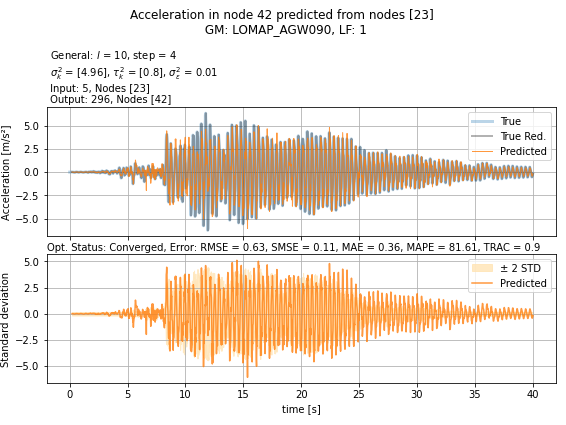 Acceleration in node 42 predicted from nodes [23]
GM: LOMAP_AGW090, LF: 1
General: l = 10, step = 4
σ²ₖ = [4.96], τ²ₖ = [0.8], σ²ₜ = 0.01
Input: 5, Nodes [23]
Output: 296, Nodes [42]
Acceleration [m/s²]
5.0
2.5
0.0
−2.5
−5.0
True
True Red.
Predicted
Opt. Status: Converged, Error: RMSE = 0.63, SMSE = 0.11, MAE = 0.36, MAPE = 81.61, TRAC = 0.9
Standard deviation
5.0
2.5
0.0
−2.5
−5.0
± 2 STD
Predicted
0 5 10 15 20 25 30 35 40
time [s]